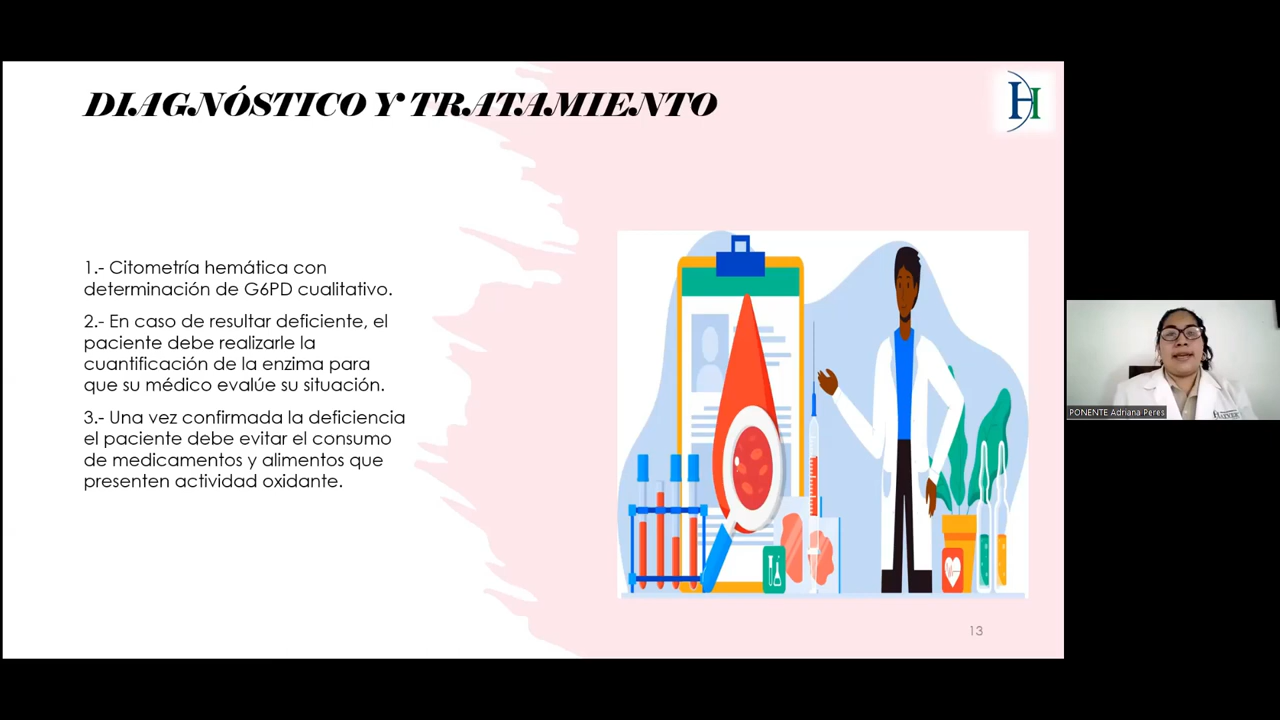 DIAGNÓSTICO Y TRATAMIENTO
H
1.- Citometría hemática con
determinación de G6PD cualitativo.
2.- En caso de resultar deficiente, el
paciente debe realizarle la
cuantificación de la enzima para
que su médico evalúe su situación.
3.- Una vez confirmada la deficiencia
el paciente debe evitar el consumo
de medicamentos y alimentos que
presenten actividad oxidante.
13
PONENTE Adriana Peres